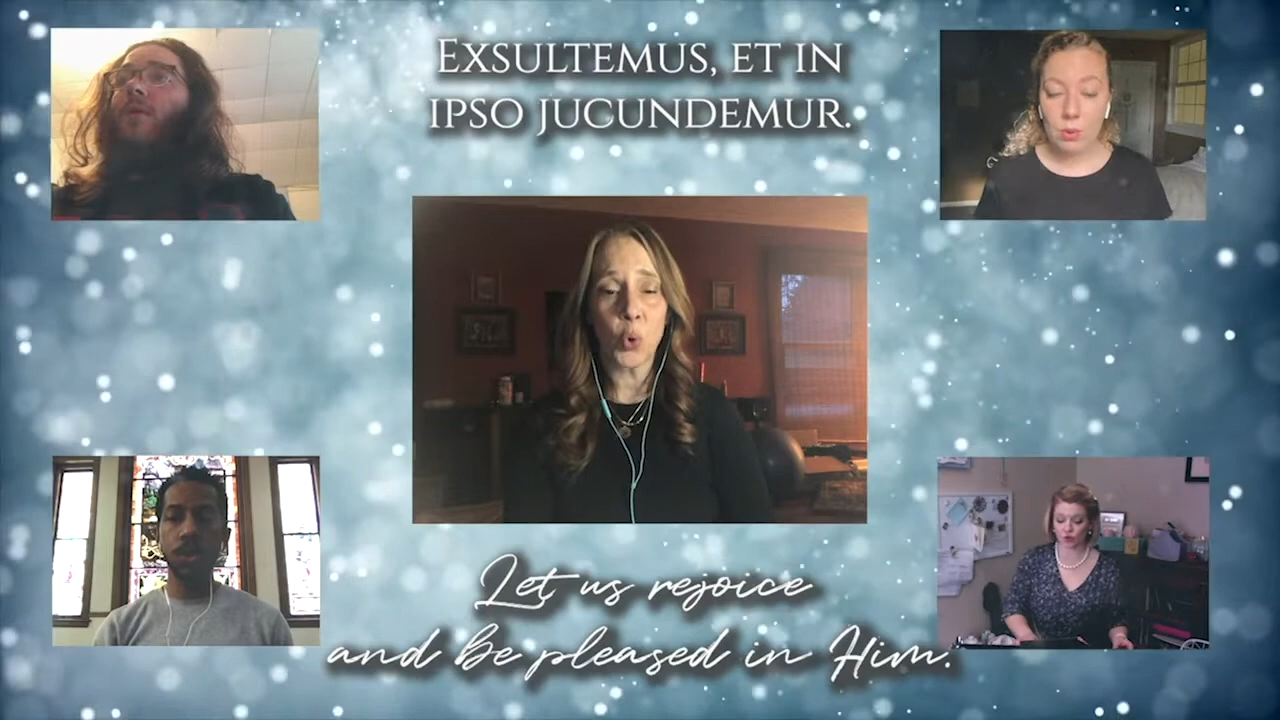 EXSULTEMUS, ET IN
IPSO JUCUNDEMUR.
Let us rejoice
and be pleased in Him.